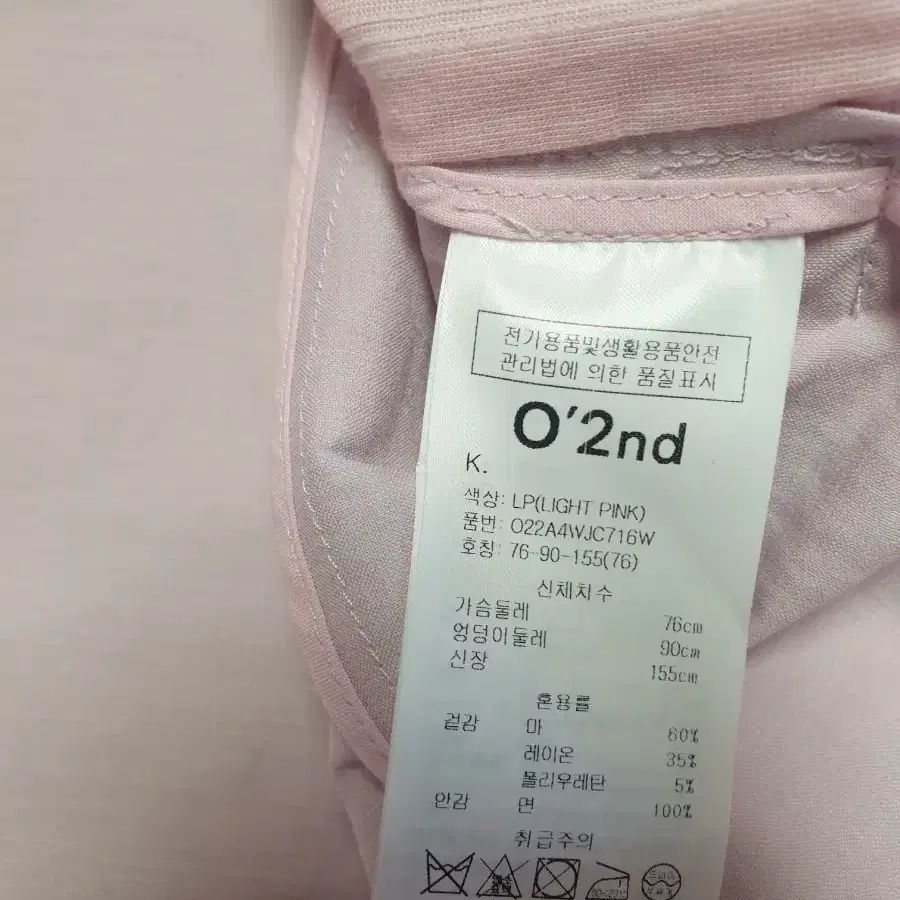 전기용품및생활용품안전
관리법에 의한 품질표시
O'2nd
K.
색상: LP(LIGHT PINK)
품번: O22A4WJC716W
호칭: 76-90-155(76)
신체치수
가슴둘레 76cm
엉덩이둘레 90cm
신장 155cm
혼용률
겉감 마 60%
레이온 35%
폴리우레탄 5%
안감 면 100%
취급주의